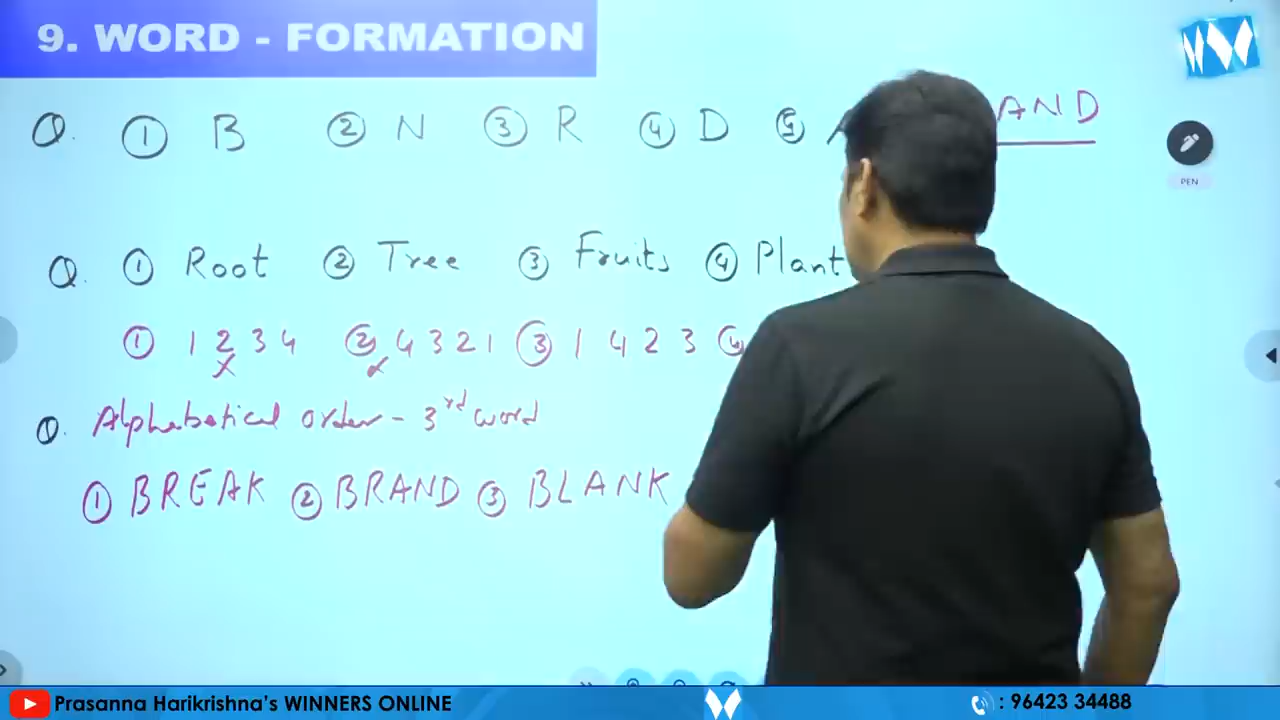 9. WORD - FORMATION
Q. ① B ② N ③ R ④ D ⑤ AND
PEN
Q. ① Root ② Tree ③ Fruits ④ Plant
① 1 2 3 4 ② 4 3 2 1 ③ 1 4 2 3 ④
Q. Alphabetical order - 3rd word
① BREAK ② BRAND ③ BLANK
Prasanna Harikrishna's WINNERS ONLINE W : 96423 34488